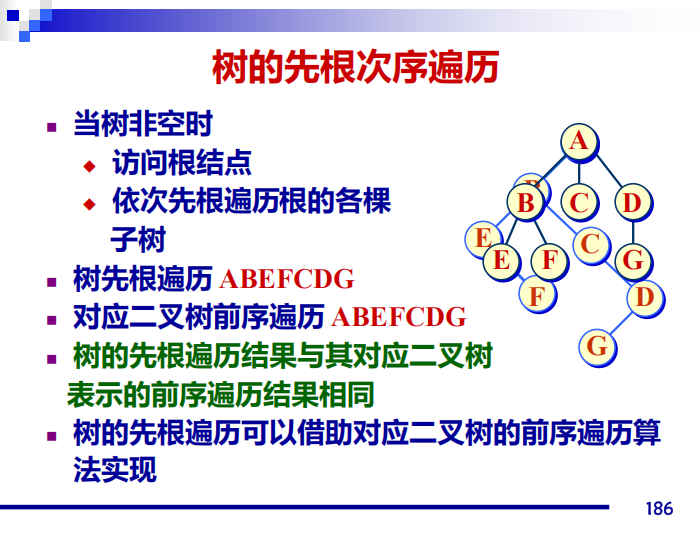 树的先根次序遍历
当树非空时
访问根结点
依次先根遍历根的各棵
子树
树先根遍历 ABEFCDG
对应二叉树前序遍历 ABEFCDG
树的先根遍历结果与其对应二叉树
表示的前序遍历结果相同
树的先根遍历可以借助对应二叉树的前序遍历算
法实现
A
B
B C D
E C
E F G
F D
G
186